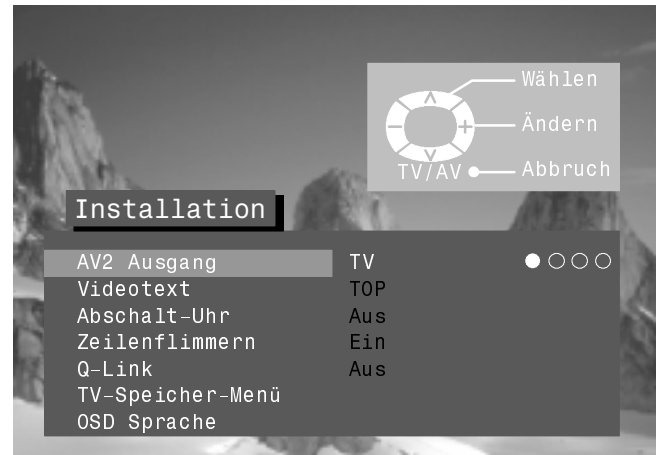 Wählen
Ändern
TV/AV Abbruch
Installation
AV2 Ausgang TV
Videotext TOP
Abschalt-Uhr Aus
Zeilenflimmern Ein
Q-Link Aus
TV-Speicher-Menü
OSD Sprache